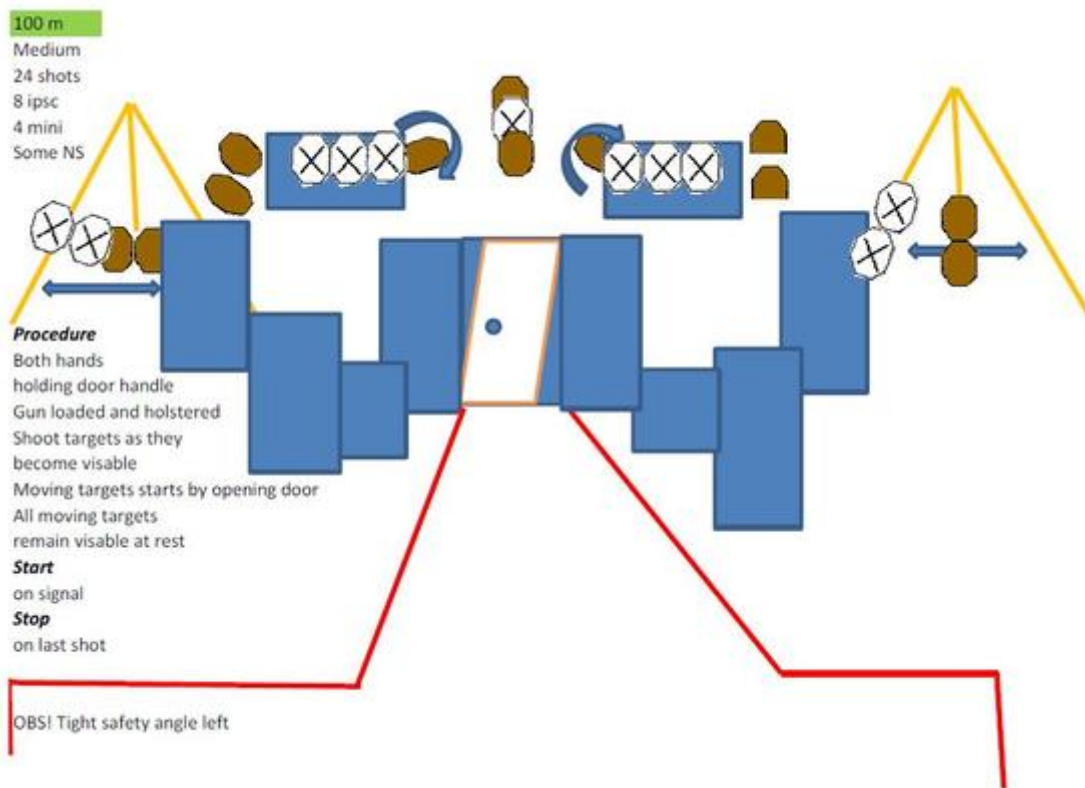 100 m
Medium
24 shots
8 ipsc
4 mini
Some NS
Procedure
Both hands
holding door handle
Gun loaded and holstered
Shoot targets as they
become visable
Moving targets starts by opening door
All moving targets
remain visable at rest
Start
on signal
Stop
on last shot
OBS! Tight safety angle left